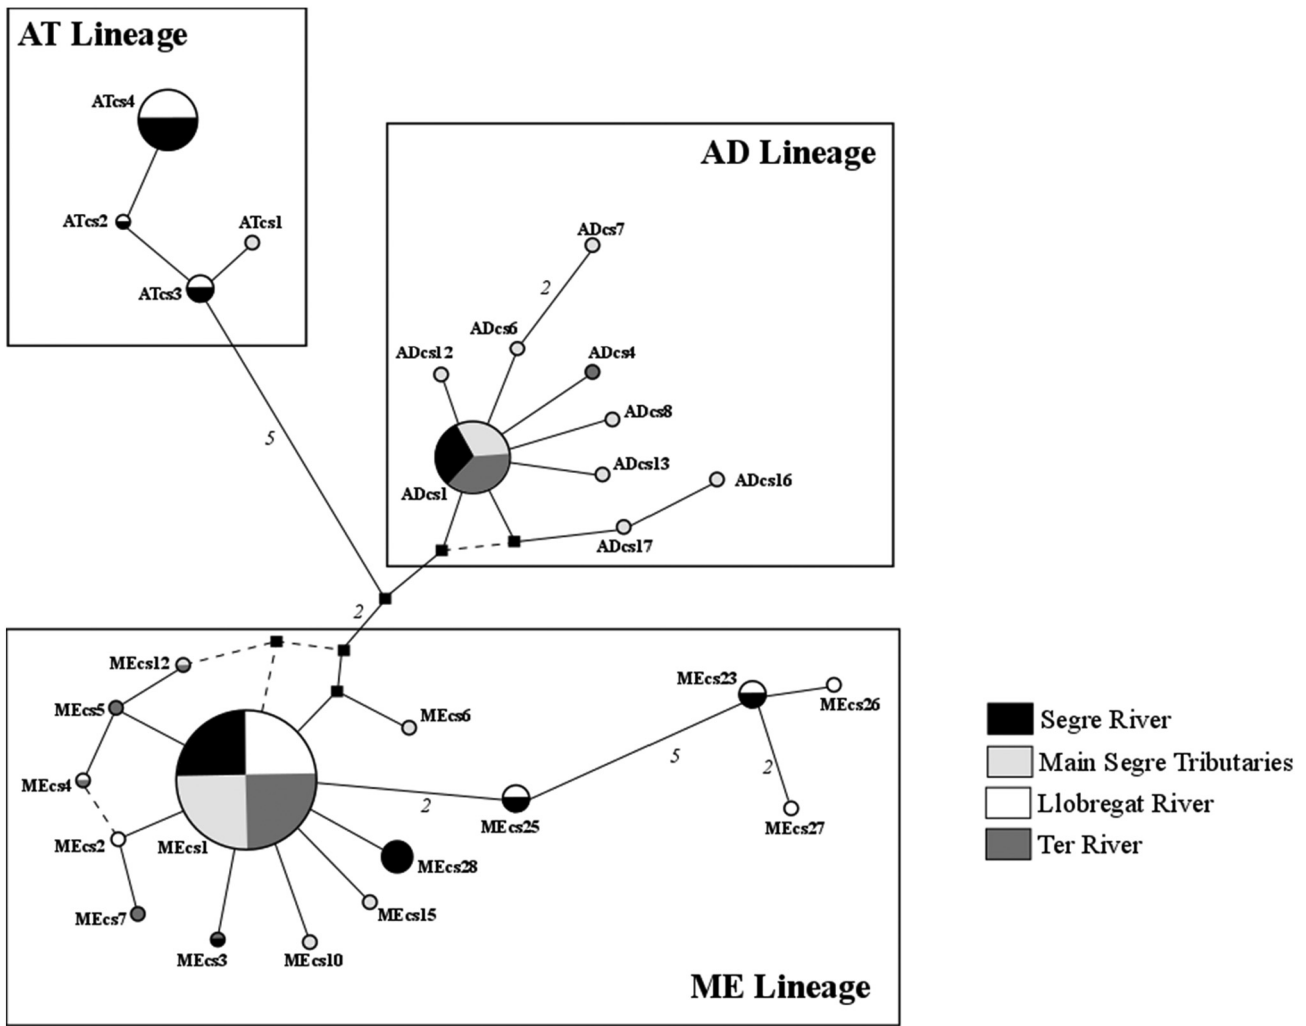 AT Lineage
ATcs4
ATcs2
ATcs1
ATcs3
5
AD Lineage
ADcs7
2
ADcs6
ADcs12
ADcs4
ADcs8
ADcs13
ADcs1
ADcs16
ADcs17
2
MEcs12
MEcs5
MEcs6
MEcs4
MEcs2
MEcs1
MEcs7
MEcs3
MEcs10
MEcs15
MEcs28
2
MEcs25
5
MEcs23
MEcs26
2
MEcs27
ME Lineage
Segre River
Main Segre Tributaries
Llobregat River
Ter River